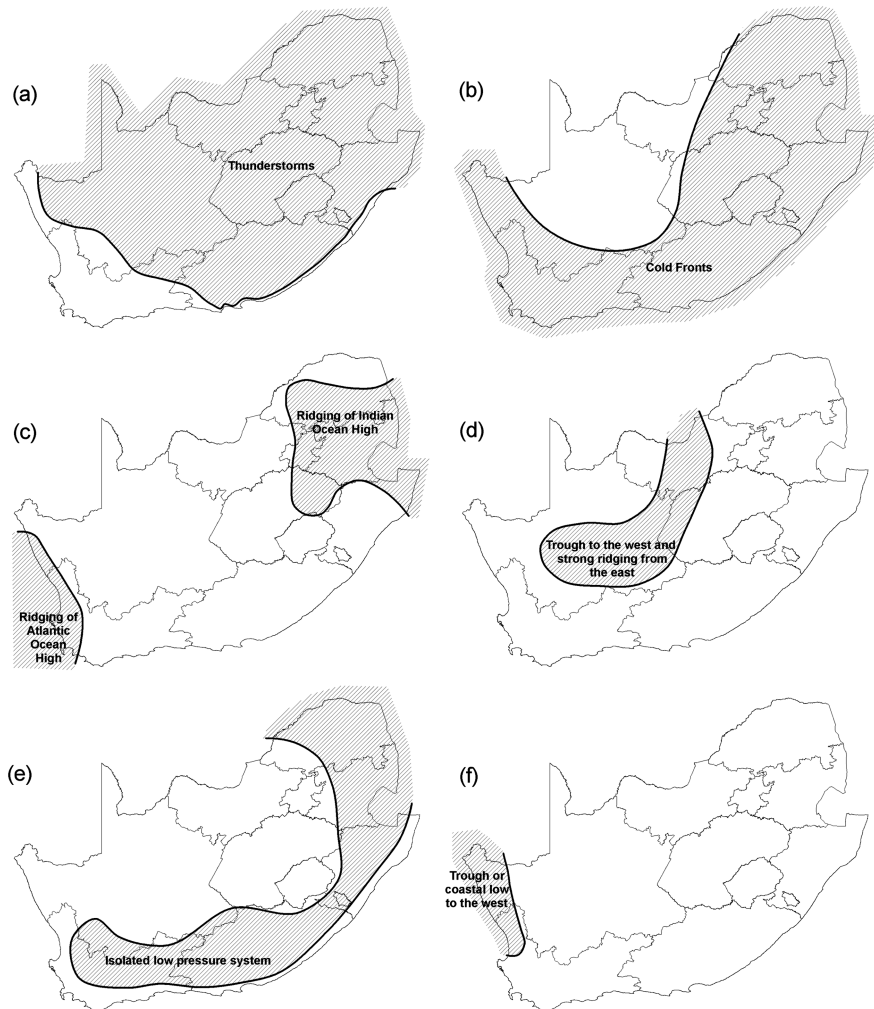 (a)
Thunderstorms
(b)
Cold Fronts
(c)
Ridging of Indian
Ocean High
Ridging of
Atlantic
Ocean
High
(d)
Trough to the west and
strong ridging from
the east
(e)
Isolated low pressure system
(f)
Trough or
coastal low
to the west